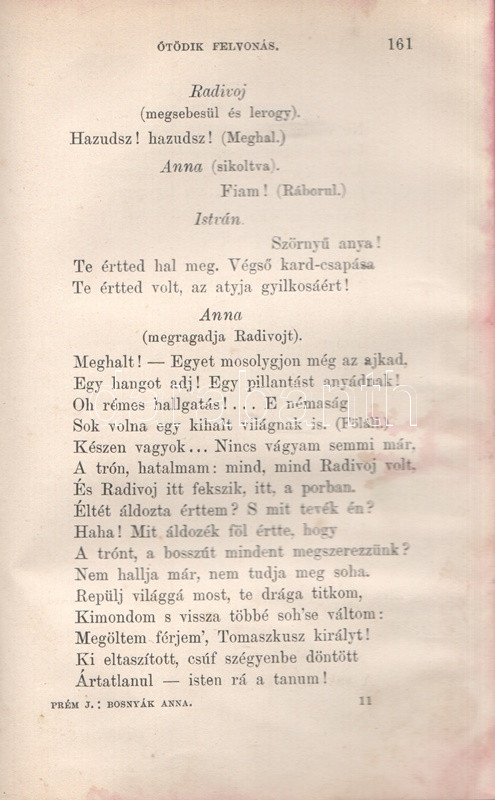 ÖTÖDIK FELVONÁS. 161
Radivoj
(megsebesül és lerogy).
Hazudsz! hazudsz! (Meghal.)
Anna (sikoltva).
Fiam! (Ráborul.)
István
Szörnyű anya!
Te értted hal meg. Végső kard-csapása
Te értted volt, az atyja gyilkosáért!
Anna
(megragadja Radivojt).
Meghalt! — Egyet mosolygjon még az ajkad,
Egy hangot adj! Egy pillantást anyádnak!
Oh rémes hallgatás!... E némaság
Sok volna egy kihalt világnak is. (Föláll.)
Készen vagyok... Nincs vágyam semmi már,
A trón, hatalmam: mind, mind Radivoj volt,
És Radivoj itt fekszik, itt, a porban.
Éltét áldozta érttem? S mit tevék én?
Haha! Mit áldozék föl értte, hogy
A trónt, a bosszút mindent megszerezzünk?
Nem hallja már, nem tudja meg soha.
Repülj világgá most, te drága titkom,
Kimondom s vissza többé soh'se váltom:
Megöltem férjem', Tomaszkusz királyt!
Ki eltaszított, csúf szégyenbe döntött
Ártatlanul — isten rá a tanum!
PRÉM J.: BOSNYÁK ANNA. 11
darabanth